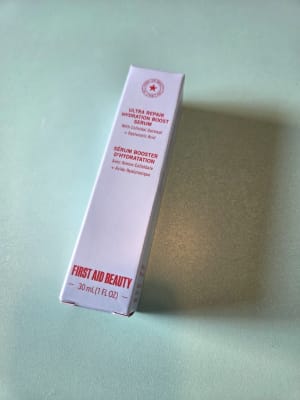 ULTRA REPAIR
HYDRATION BOOST
SERUM
With Colloidal Oatmeal
+ Hyaluronic Acid
SÉRUM BOOSTER
D'HYDRATATION
Avec Avoine Colloïdale
+ Acide Hyaluronique
FIRST AID BEAUTY
30 mL (1 FL OZ)